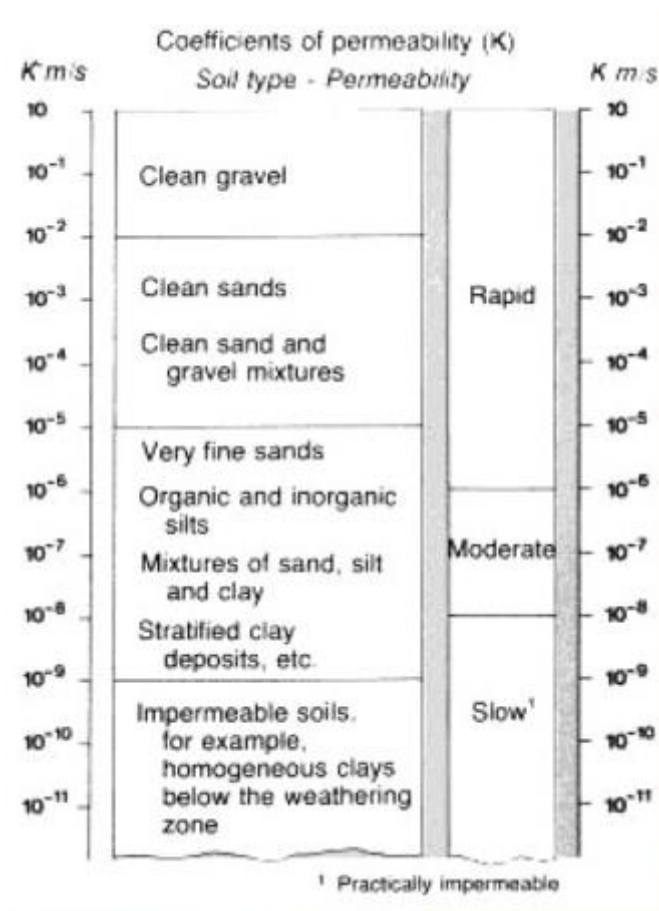 Coefficients of permeability (K)
K m/s
Soil type - Permeability
K m/s
10
10⁻¹
10⁻²
10⁻³
10⁻⁴
10⁻⁵
10⁻⁶
10⁻⁷
10⁻⁸
10⁻⁹
10⁻¹⁰
10⁻¹¹
Clean gravel
Clean sands
Clean sand and
gravel mixtures
Very fine sands
Organic and inorganic
silts
Mixtures of sand, silt
and clay
Stratified clay
deposits, etc.
Impermeable soils,
for example,
homogeneous clays
below the weathering
zone
Rapid
Moderate
Slow¹
10
10⁻¹
10⁻²
10⁻³
10⁻⁴
10⁻⁵
10⁻⁶
10⁻⁷
10⁻⁸
10⁻⁹
10⁻¹⁰
10⁻¹¹
¹ Practically impermeable